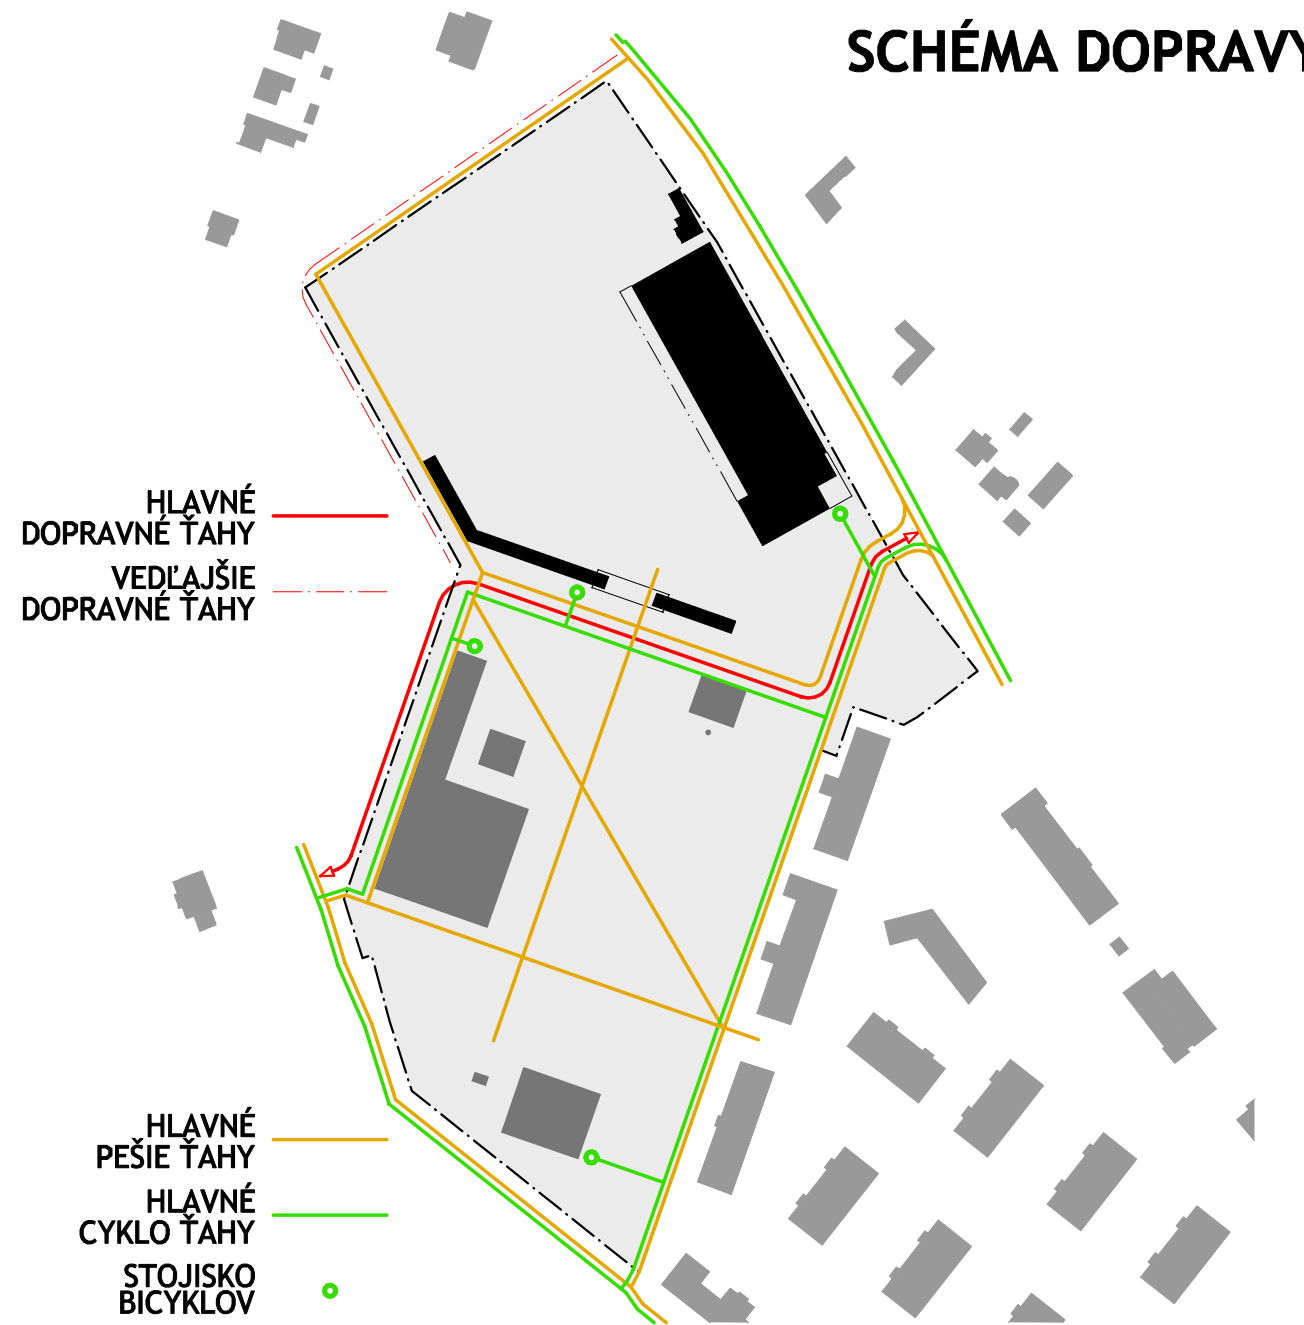 SCHÉMA DOPRAVY
HLAVNÉ
DOPRAVNÉ ŤAHY
VEDĽAJŠIE
DOPRAVNÉ ŤAHY
HLAVNÉ
PEŠIE ŤAHY
HLAVNÉ
CYKLO ŤAHY
STOJISKO
BICYKLOV